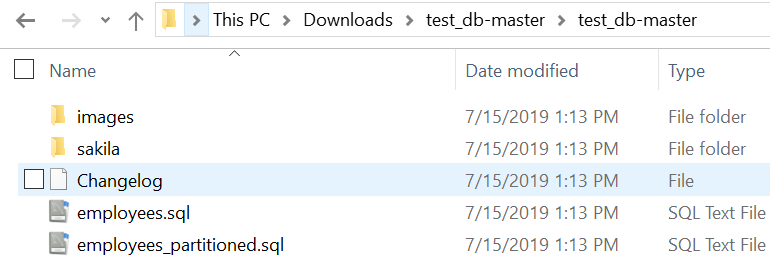 This PC > Downloads > test_db-master > test_db-master
Name Date modified Type
images 7/15/2019 1:13 PM File folder
sakila 7/15/2019 1:13 PM File folder
Changelog 7/15/2019 1:13 PM File
employees.sql 7/15/2019 1:13 PM SQL Text File
employees_partitioned.sql 7/15/2019 1:13 PM SQL Text File